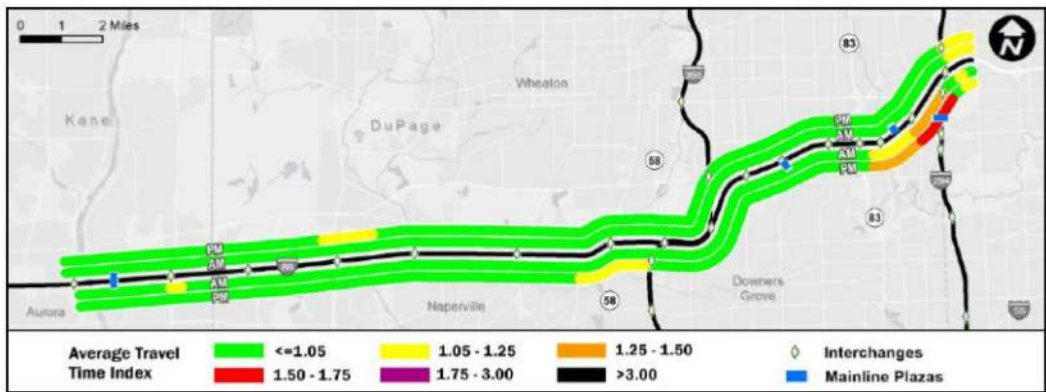 0 1 2 Miles
N
83
Wheaton
Kane
DuPage
PM
AM
AM
PM
58
83
294
PM
AM
88
AM
PM
Aurora
Naperville
58
Downers
Grove
55
Average Travel
Time Index
<=1.05
1.05 - 1.25
1.25 - 1.50
Interchanges
1.50 - 1.75
1.75 - 3.00
>3.00
Mainline Plazas